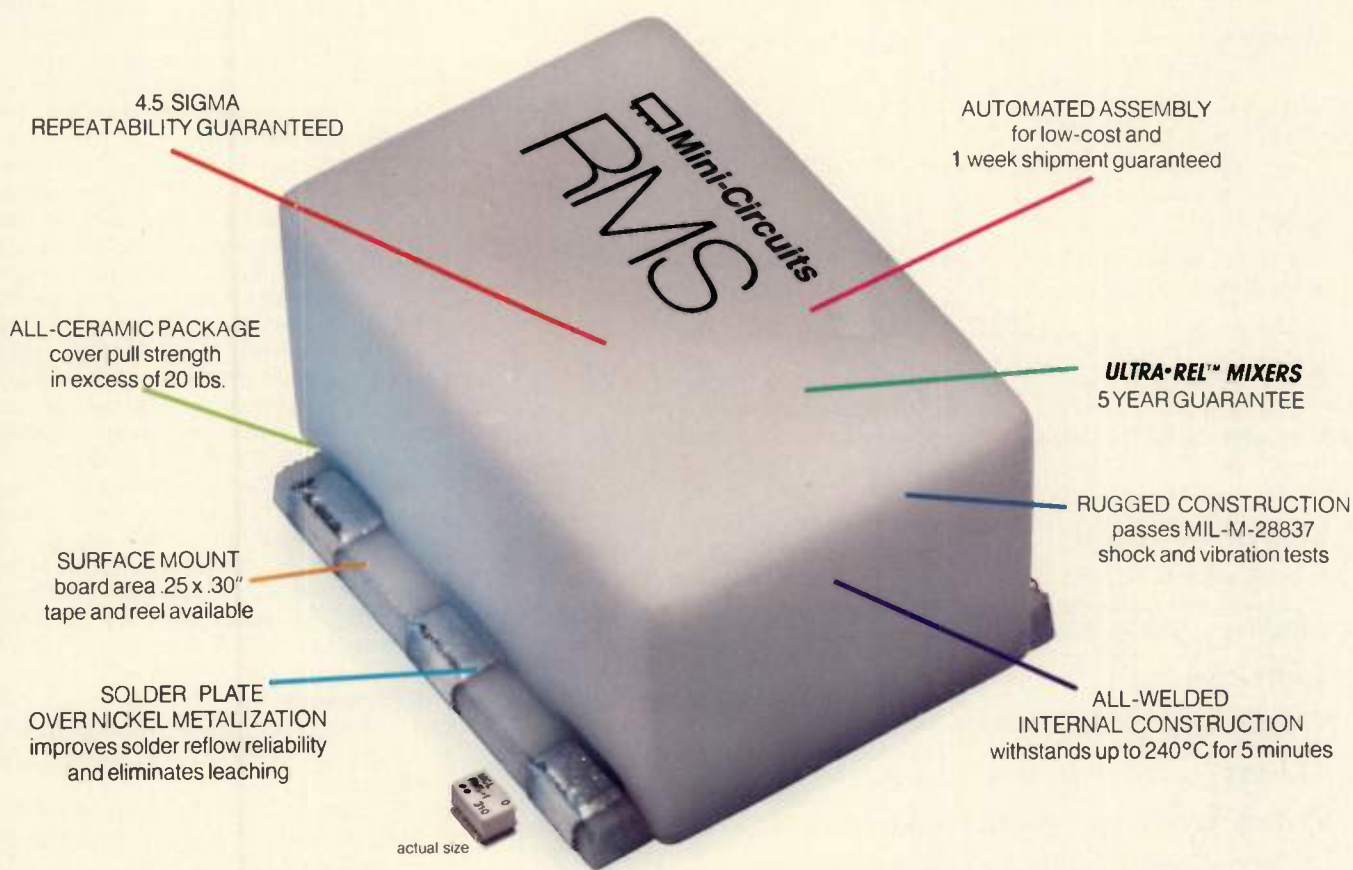 4.5 SIGMA
REPEATABILITY GUARANTEED
AUTOMATED ASSEMBLY
for low-cost and
1 week shipment guaranteed
Mini-Circuits
RMS
ALL-CERAMIC PACKAGE
cover pull strength
in excess of 20 lbs.
ULTRA•REL™ MIXERS
5 YEAR GUARANTEE
RUGGED CONSTRUCTION
passes MIL-M-28837
shock and vibration tests
SURFACE MOUNT
board area .25 x .30"
tape and reel available
SOLDER PLATE
OVER NICKEL METALIZATION
improves solder reflow reliability
and eliminates leaching
ALL-WELDED
INTERNAL CONSTRUCTION
withstands up to 240°C for 5 minutes
310
actual size